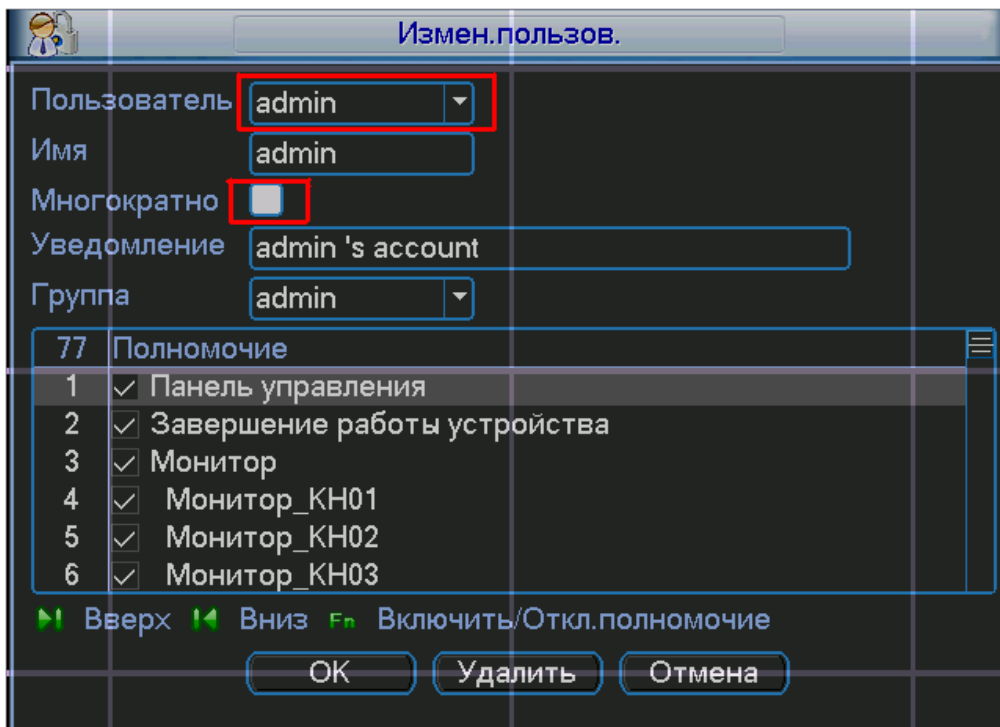 Измен.пользов.
Пользователь admin
Имя admin
Многократно
Уведомление admin 's account
Группа admin
77 Полномочие
1 Панель управления
2 Завершение работы устройства
3 Монитор
4 Монитор_КН01
5 Монитор_КН02
6 Монитор_КН03
Вверх Вниз Fn Включить/Откл.полномочие
OK Удалить Отмена